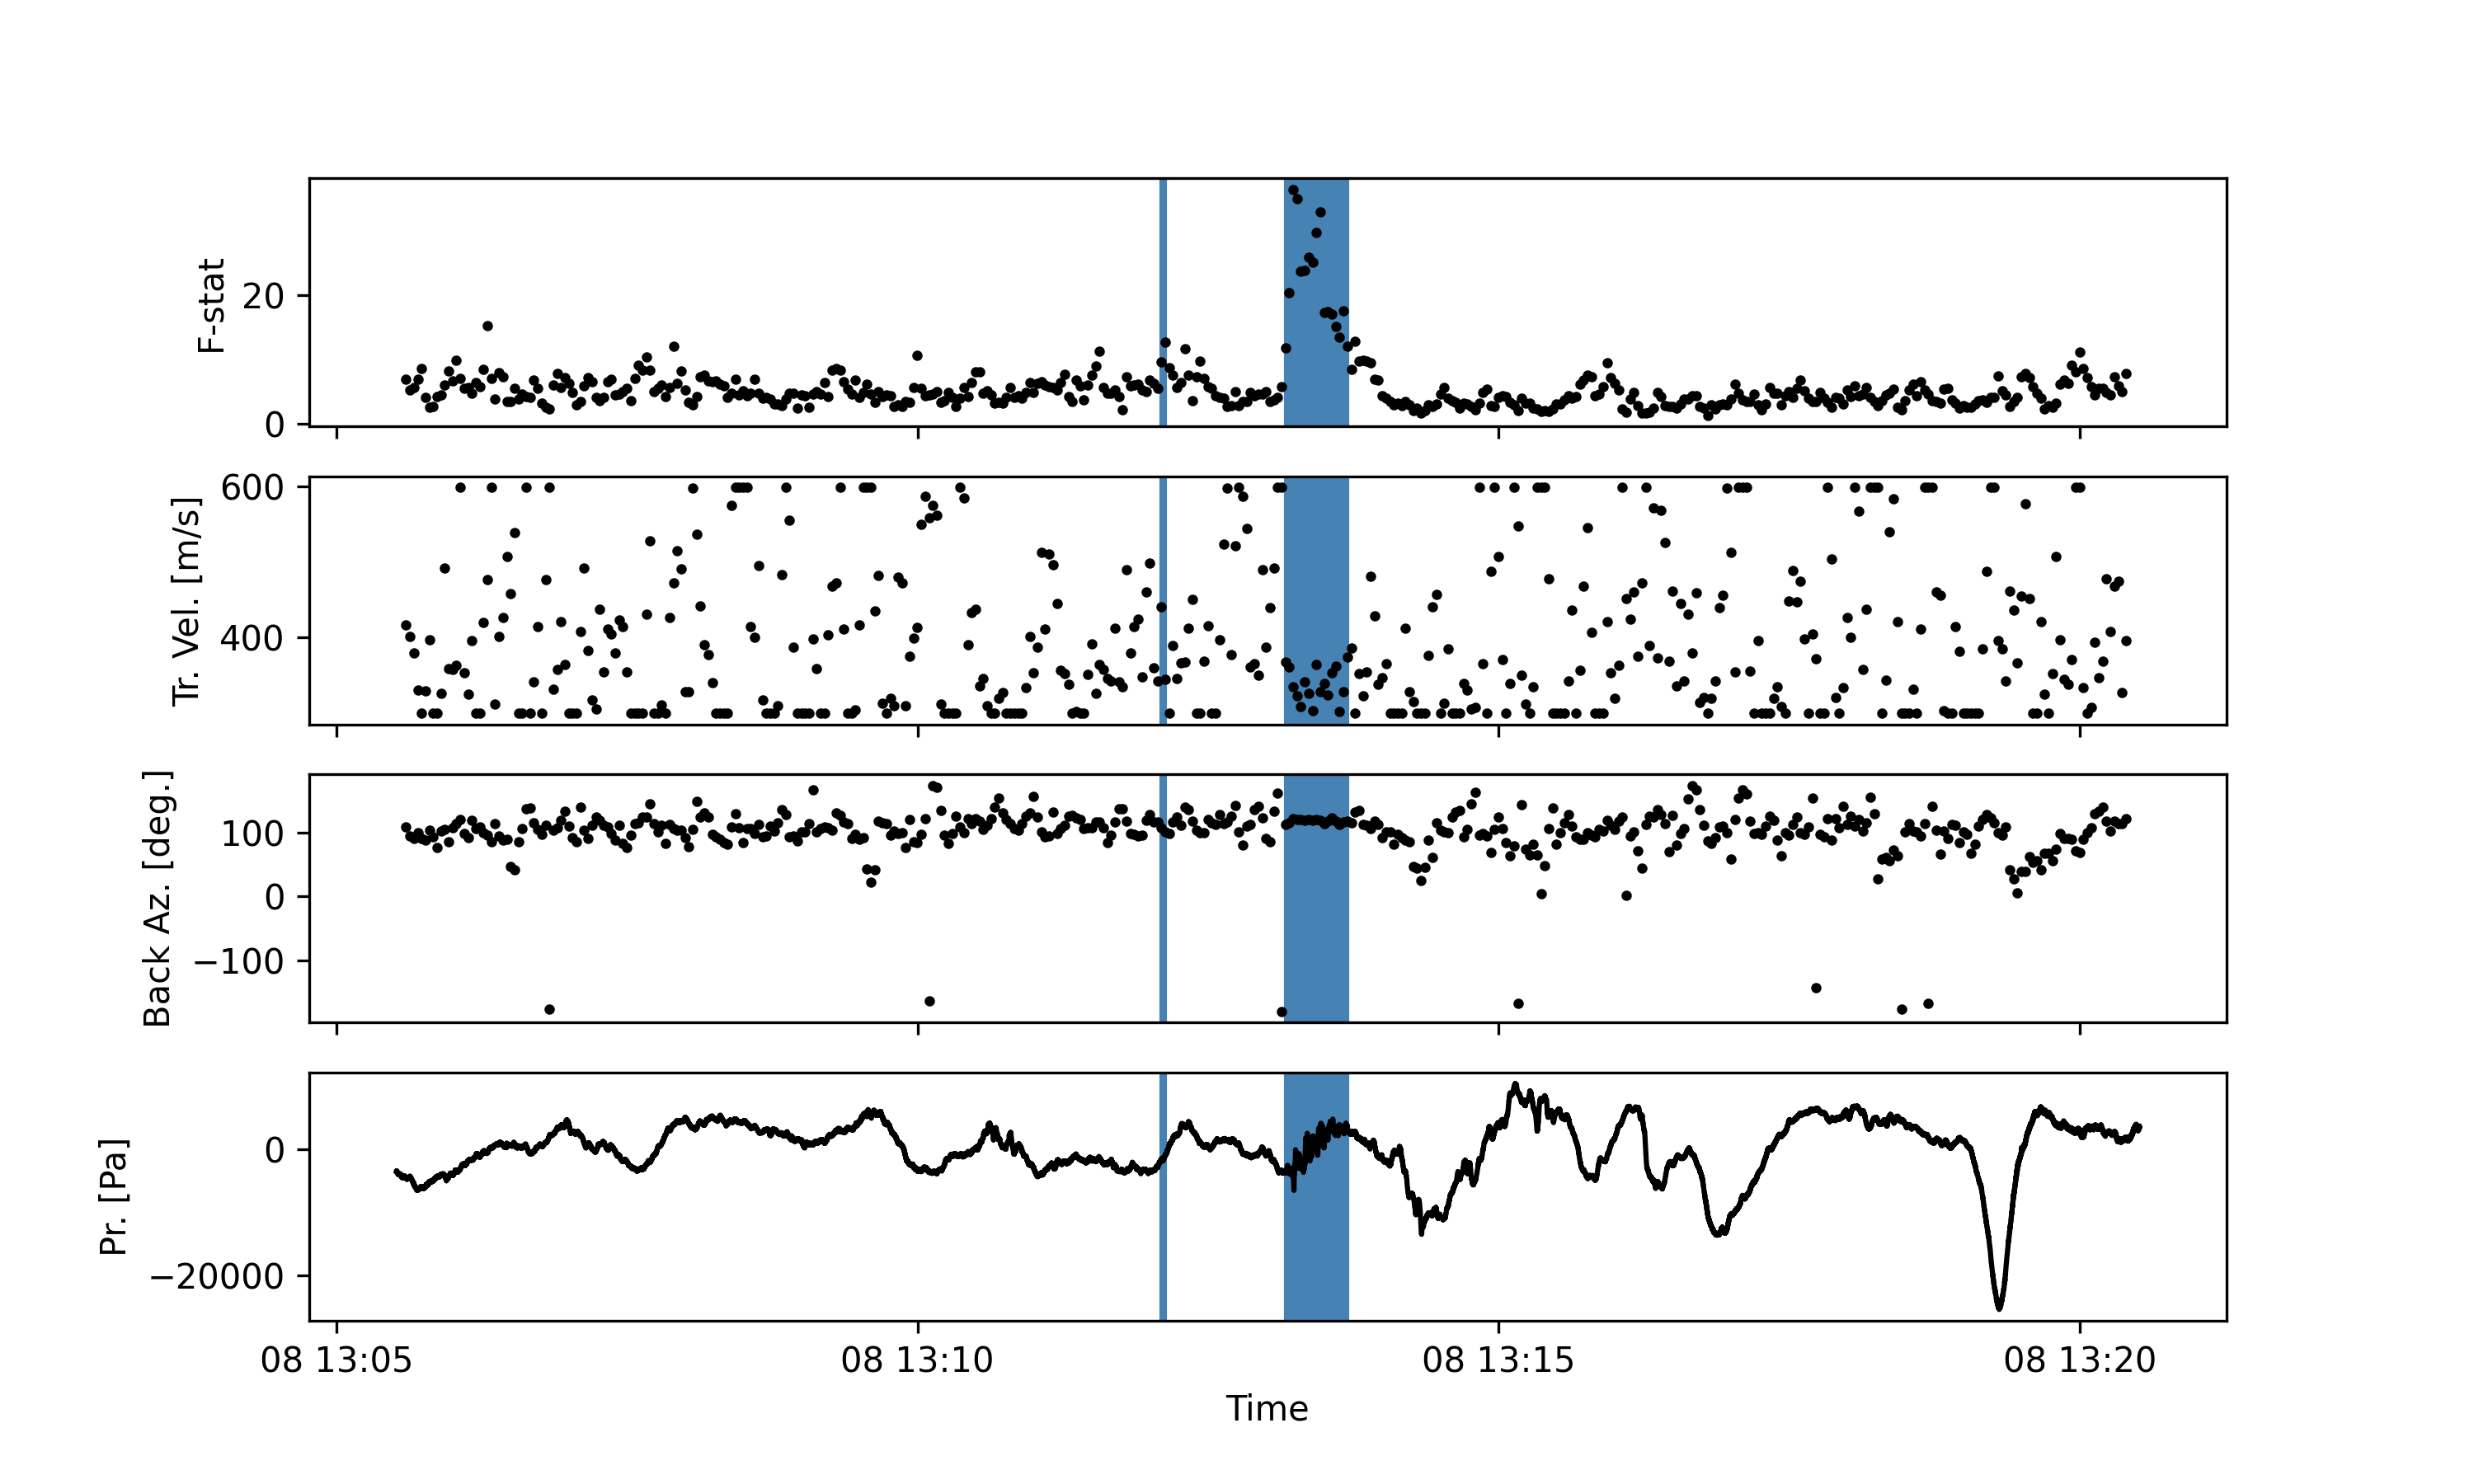 F-stat
20
0
Tr. Vel. [m/s]
600
400
Back Az. [deg.]
100
0
−100
Pr. [Pa]
0
−20000
08 13:05
08 13:10
08 13:15
08 13:20
Time